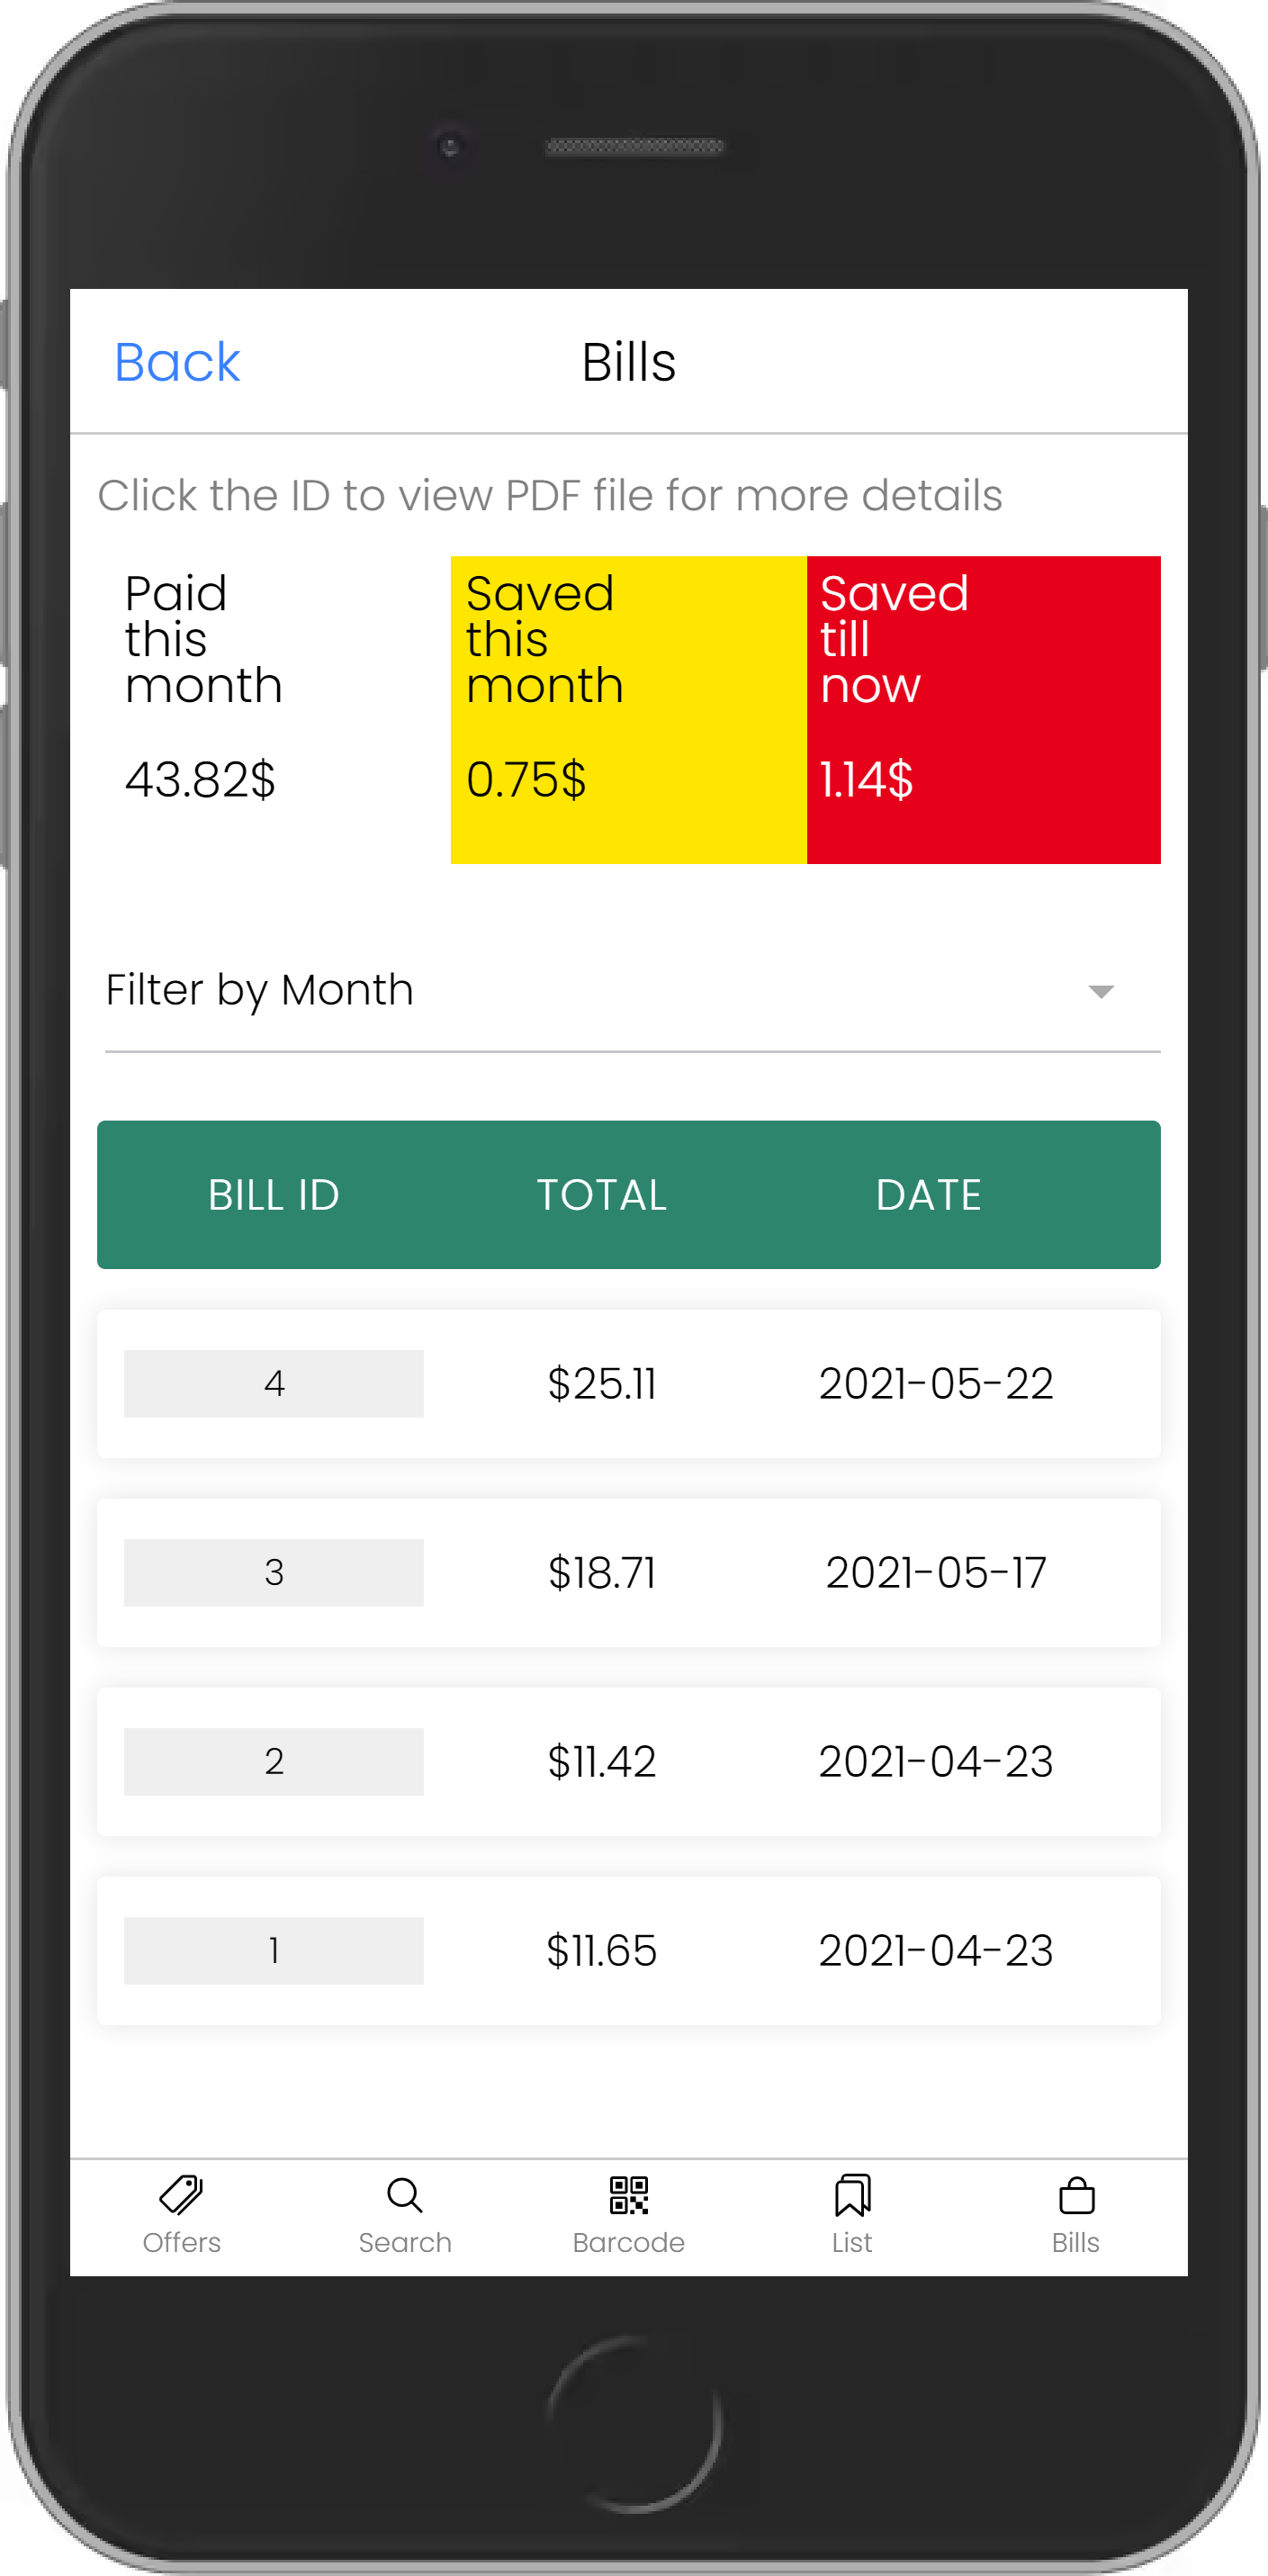 Back
Bills
Click the ID to view PDF file for more details
Paid
this
month
43.82$
Saved
this
month
0.75$
Saved
till
now
1.14$
Filter by Month
BILL ID TOTAL DATE
4 $25.11 2021-05-22
3 $18.71 2021-05-17
2 $11.42 2021-04-23
1 $11.65 2021-04-23
Offers Search Barcode List Bills